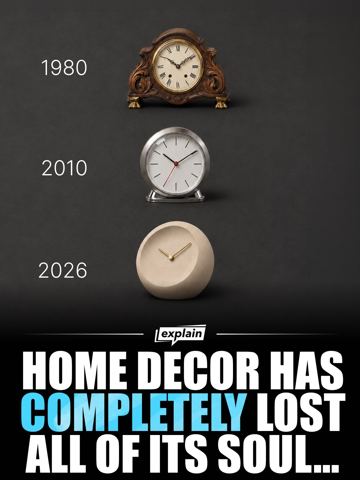 1980
2010
2026
explain
HOME DECOR HAS
COMPLETELY LOST
ALL OF ITS SOUL...